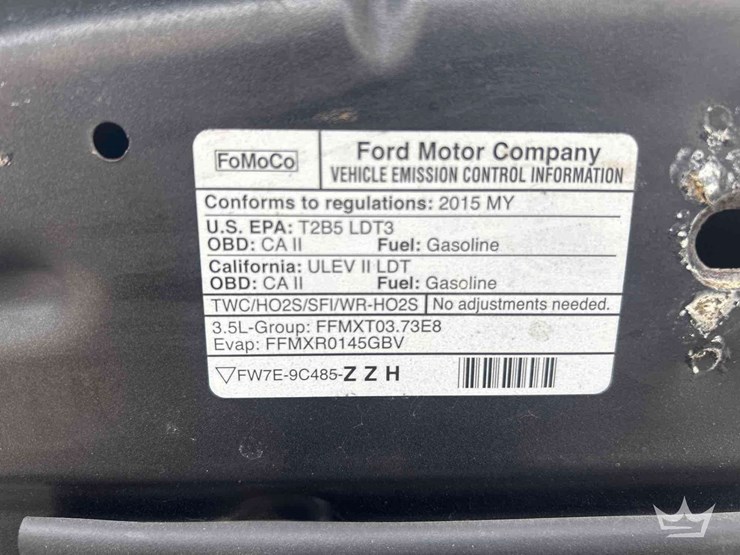 FoMoCo
Ford Motor Company
VEHICLE EMISSION CONTROL INFORMATION
Conforms to regulations: 2015 MY
U.S. EPA: T2B5 LDT3
OBD: CA II Fuel: Gasoline
California: ULEV II LDT
OBD: CA II Fuel: Gasoline
TWC/HO2S/SFI/WR-HO2S No adjustments needed.
3.5L-Group: FFMXT03.73E8
Evap: FFMXR0145GBV
▽FW7E-9C485-ZZH